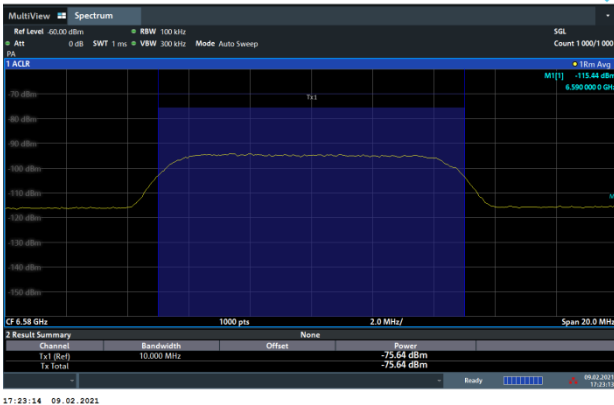 MultiView Spectrum
Ref Level -60.00 dBm RBW 100 kHz SGL
Att 0 dB SWT 1 ms VBW 300 kHz Mode Auto Sweep Count 1000/1000
PA
1 ACLR 1Rm Avg
M1[1] -115.44 dBm
6.590 000 0 GHz
-70 dBm
Tx1
-80 dBm
-90 dBm
-100 dBm
-110 dBm
M
-120 dBm
-130 dBm
-140 dBm
-150 dBm
CF 6.58 GHz 1000 pts 2.0 MHz/ Span 20.0 MHz
2 Result Summary None
Channel Bandwidth Offset Power
Tx1 (Ref) 10.000 MHz -75.64 dBm
Tx Total -75.64 dBm
Ready 09.02.2021
17:23:13
17:23:14 09.02.2021